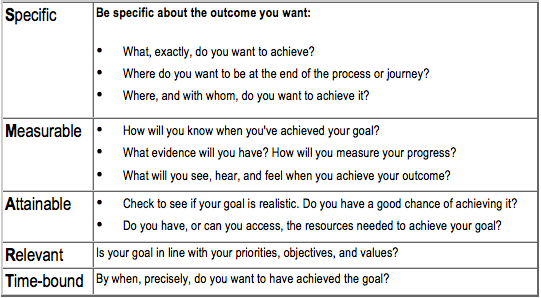 Specific
Be specific about the outcome you want:
• What, exactly, do you want to achieve?
• Where do you want to be at the end of the process or journey?
• Where, and with whom, do you want to achieve it?
Measurable
• How will you know when you've achieved your goal?
• What evidence will you have? How will you measure your progress?
• What will you see, hear, and feel when you achieve your outcome?
Attainable
• Check to see if your goal is realistic. Do you have a good chance of achieving it?
• Do you have, or can you access, the resources needed to achieve your goal?
Relevant
Is your goal in line with your priorities, objectives, and values?
Time-bound
By when, precisely, do you want to have achieved the goal?